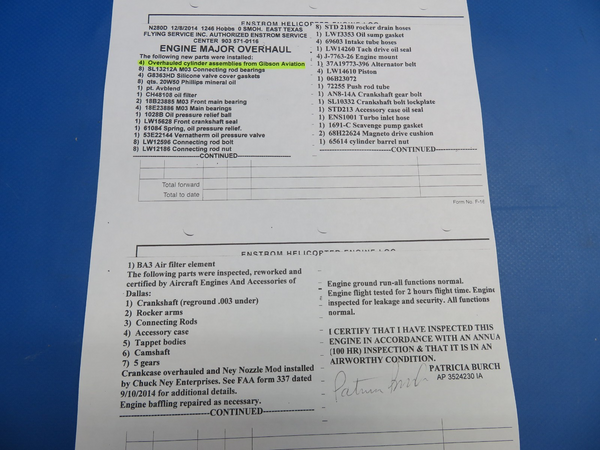 ENSTROM HELICOPTER ENGINE LOG
N280D 12/8/2014 1246 Hobbs 0 SMOH. EAST TEXAS
FLYING SERVICE INC. AUTHORIZED ENSTROM SERVICE
CENTER 903 571-0116
ENGINE MAJOR OVERHAUL
The following new parts were installed:
4) Overhauled cylinder assemblies from Gibson Aviation
8) SL13212A M03 Connecting rod bearings
4) G8363HD Silicone valve cover gaskets
8) qts. 20W50 Phillips mineral oil
1) pt. Avblend
1) CH48108 oil filter
2) 18B23885 M03 Front main bearing
4) 18E23886 M03 Main bearings
1) 1028B Oil pressure relief ball
1) LW15628 Front crankshaft seal
1) 61084 Spring, oil pressure relief.
1) 53E22144 Vernatherm oil pressure valve
8) LW12596 Connecting rod bolt
8) LW12186 Connecting rod nut
CONTINUED
8) STD 2180 rocker drain hoses
1) LWT3353 Oil sump gasket
4) 69603 Intake tube hoses
1) LW14260 Tach drive oil seal
4) J-7763-26 Engine mount
1) 37A19773-396 Alternator bolt
4) LW14610 Piston
1) 06B23072
1) 72255 Push rod tube
1) AN8-14A Crankshaft gear bolt
1) SL10332 Crankshaft bolt lockplate
1) STD213 Accessory case oil seal
1) ENS1001 Turbo inlet hose
1) 1691-C Scavenge pump gasket
2) 68H22624 Magneto drive cushion
1) 65614 cylinder barrel nut
CONTINUED
Total forward
Total to date
Form No. F-18
ENSTROM HELICOPTER ENGINE LOG
1) BA3 Air filter element
The following parts were inspected, reworked and
certified by Aircraft Engines And Accessories of
Dallas:
1) Crankshaft (reground .003 under)
2) Rocker arms
3) Connecting Rods
4) Accessory case
5) Tappet bodies
6) Camshaft
7) 5 gears
Crankcase overhauled and Ney Nozzle Mod installed
by Chuck Ney Enterprises. See FAA form 337 dated
9/10/2014 for additional details.
Engine baffling repaired as necessary.
CONTINUED
Engine ground run-all functions normal.
Engine flight tested for 2 hours flight time. Engine
inspected for leakage and security. All functions
normal.
I CERTIFY THAT I HAVE INSPECTED THIS
ENGINE IN ACCORDANCE WITH AN ANNUA
(100 HR) INSPECTION & THAT IT IS IN AN
AIRWORTHY CONDITION.
PATRICIA BURCH
AP 3524230 IA